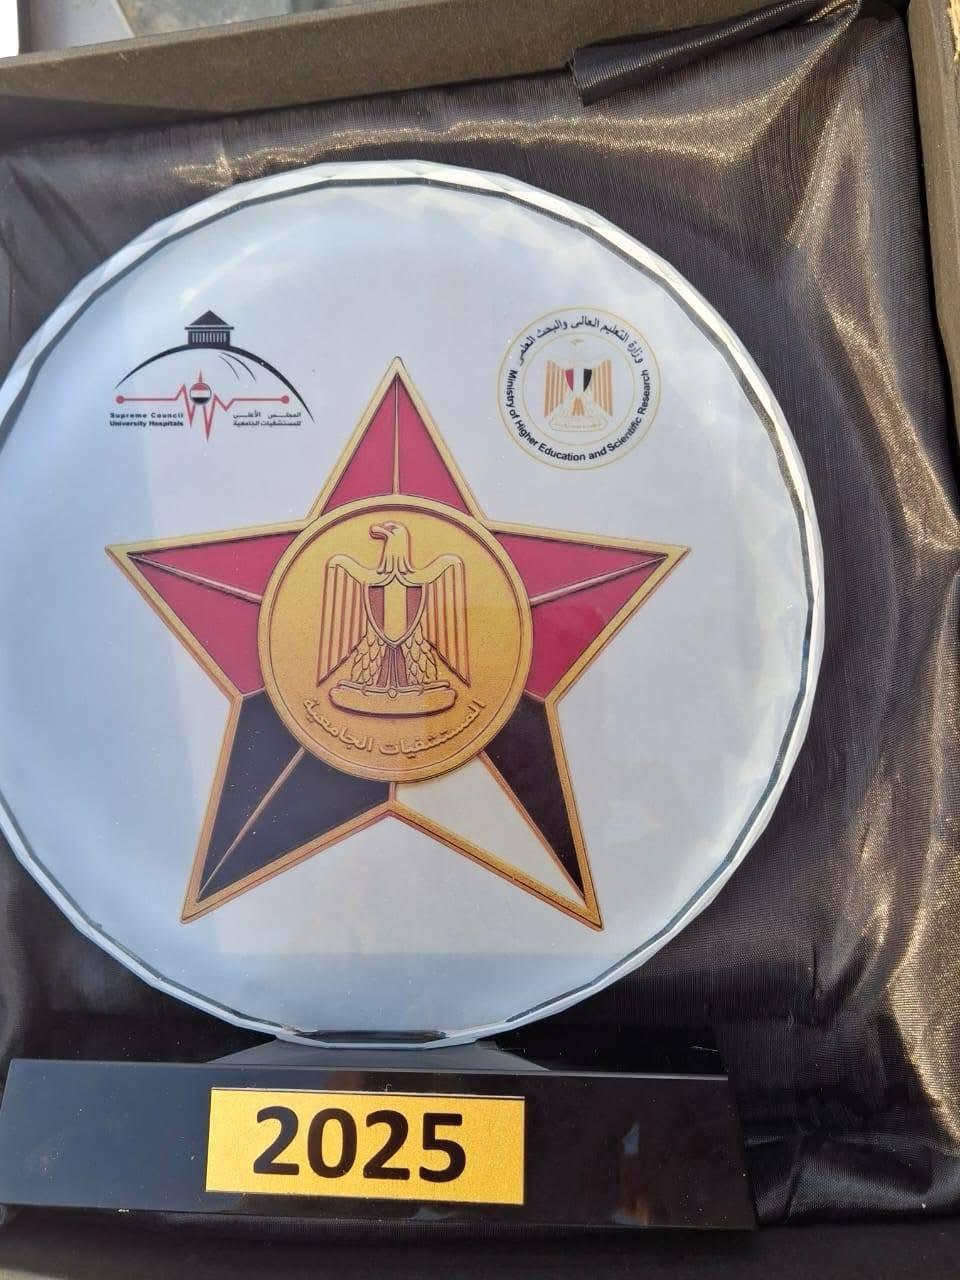 Supreme Council
University Hospitals
المجلس الأعلى
للمستشفيات الجامعية
وزارة التعليم العالى والبحث العلمى
Ministry of Higher Education and Scientific Research
المستشفيات الجامعية
2025